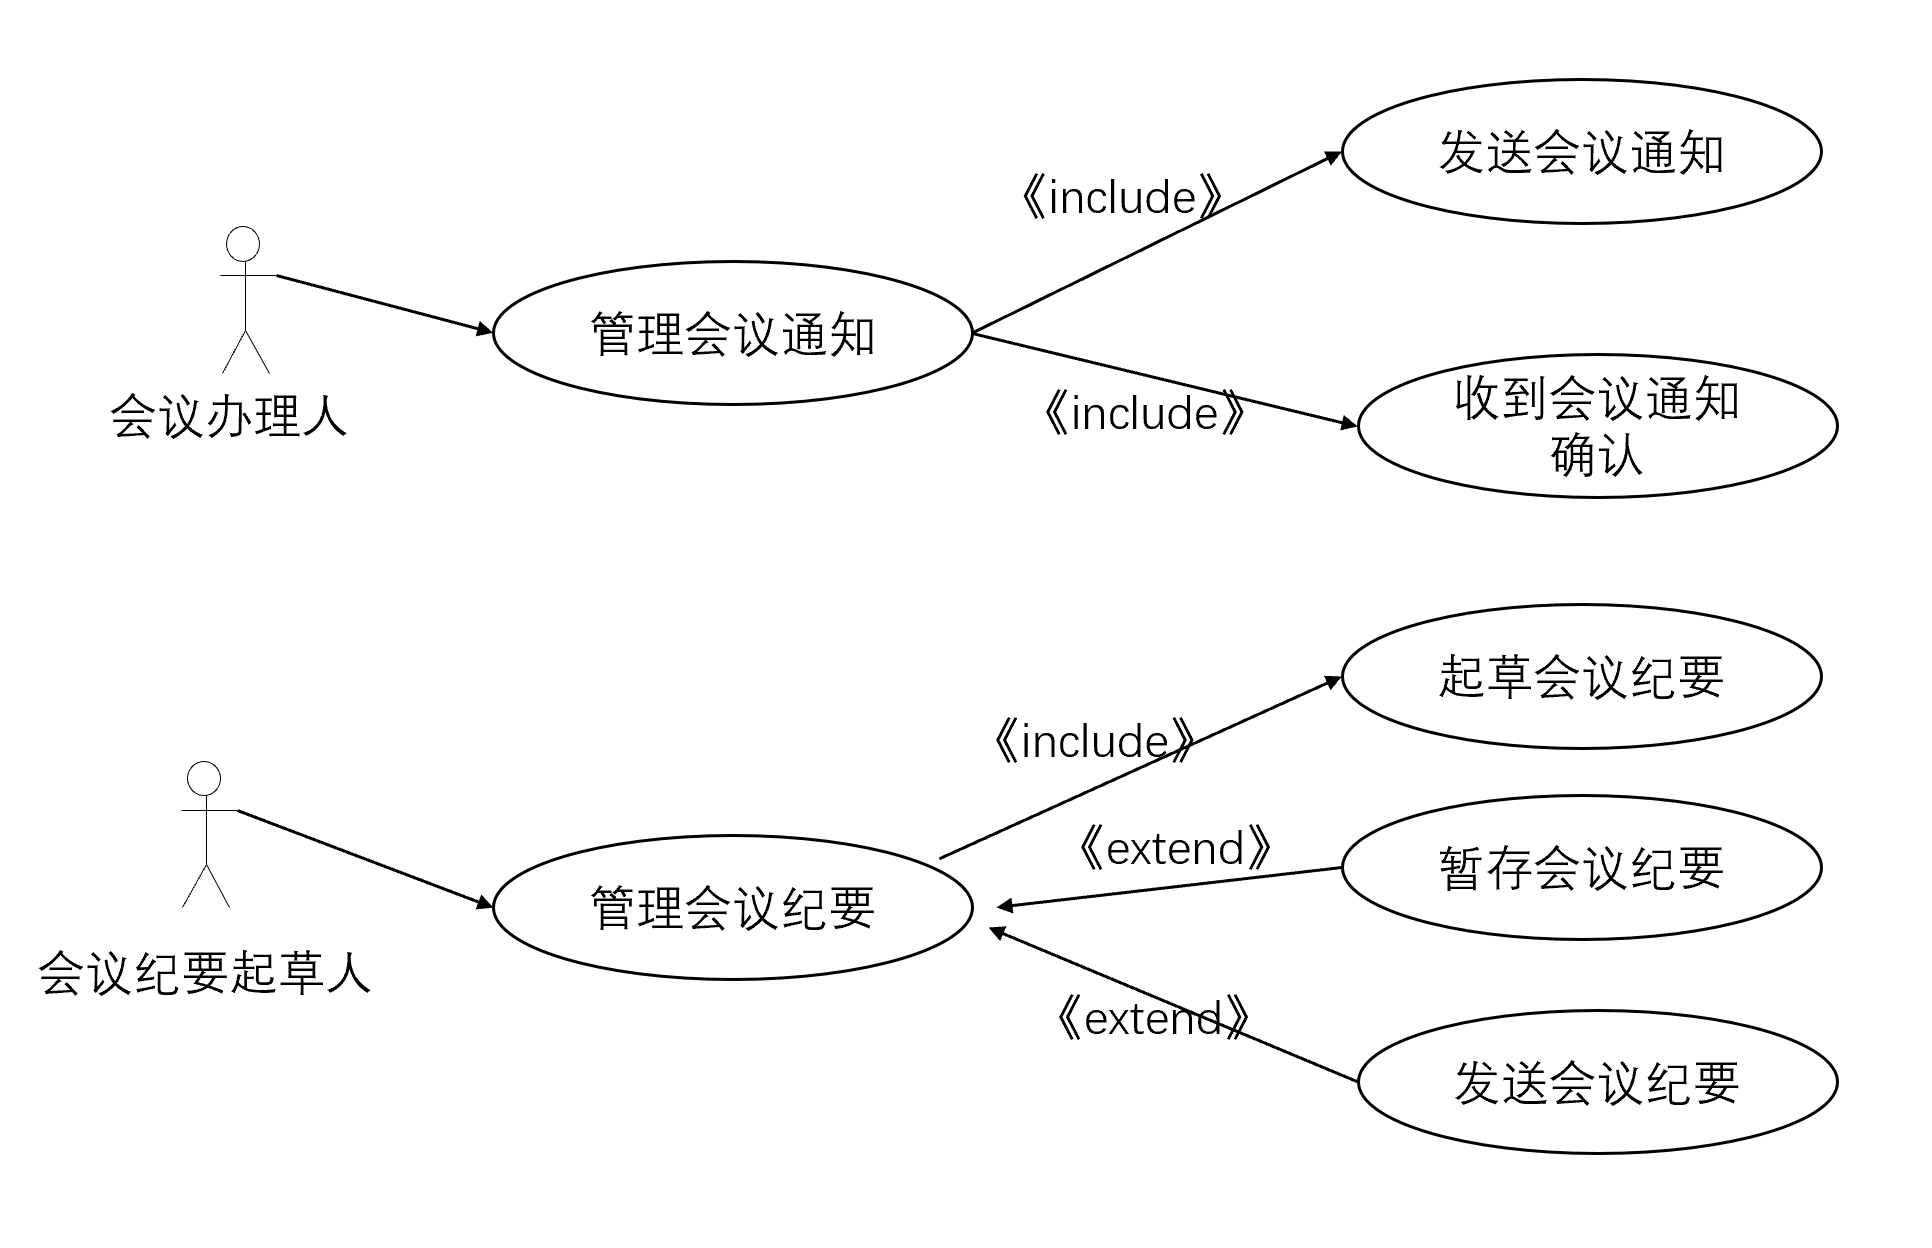 发送会议通知
《include》
会议办理人
管理会议通知
《include》
收到会议通知
确认
起草会议纪要
《include》
《extend》
暂存会议纪要
管理会议纪要
会议纪要起草人
《extend》
发送会议纪要